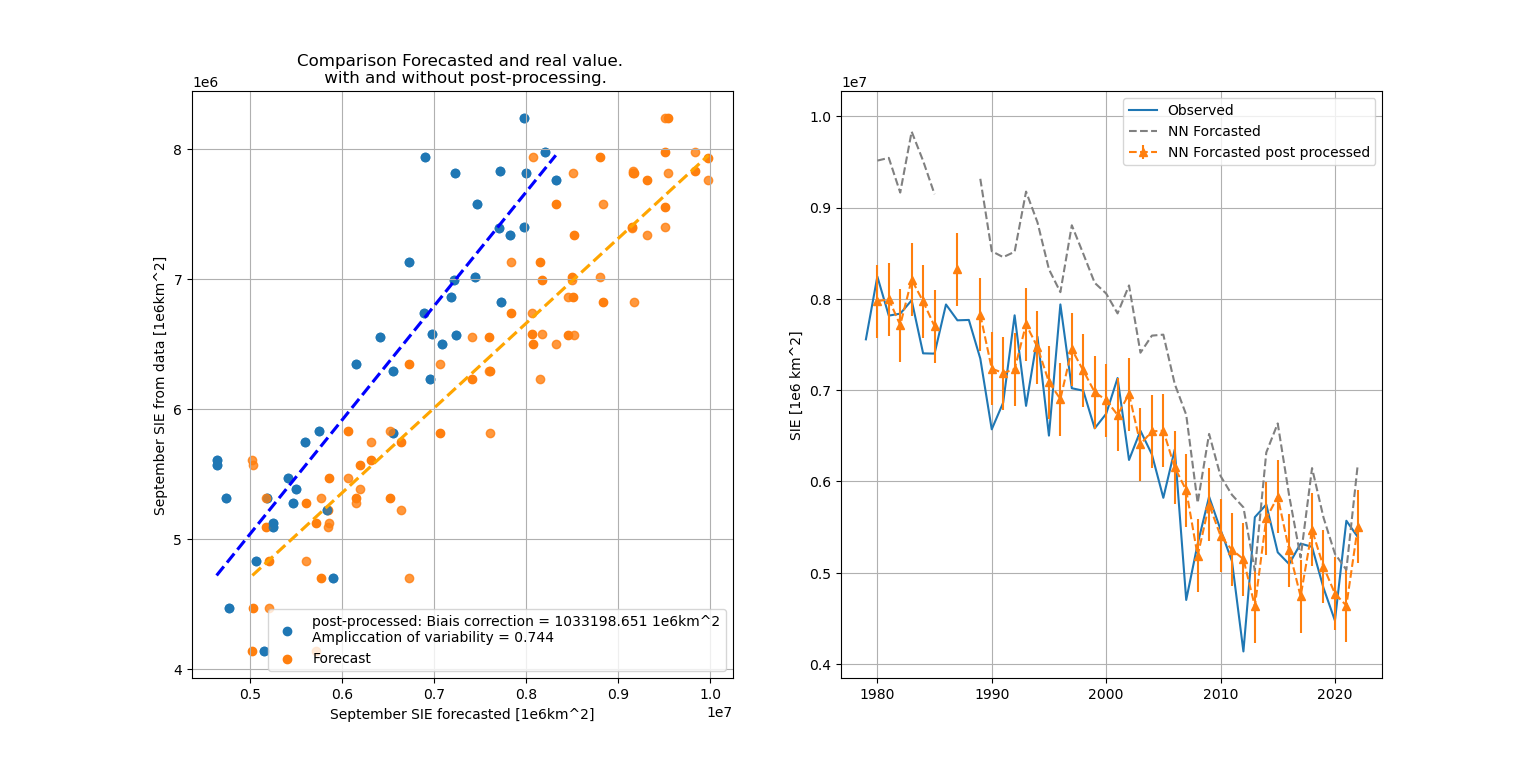 Comparison Forecasted and real value.
with and without post-processing.
1e6
8
7
6
5
4
September SIE from data [1e6km^2]
post-processed: Biais correction = 1033198.651 1e6km^2
Ampliccation of variability = 0.744
Forecast
0.5
0.6
0.7
0.8
0.9
1.0
1e7
September SIE forecasted [1e6km^2]
1e7
1.0
0.9
0.8
0.7
0.6
0.5
0.4
SIE [1e6 km^2]
Observed
NN Forcasted
NN Forcasted post processed
1980
1990
2000
2010
2020